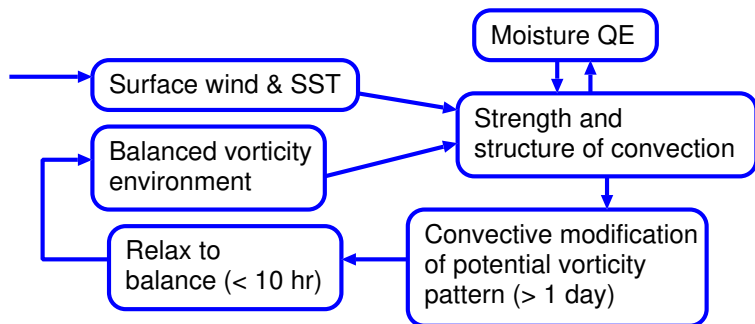 Moisture QE
Surface wind & SST
Strength and
structure of convection
Balanced vorticity
environment
Relax to
balance (< 10 hr)
Convective modification
of potential vorticity
pattern (> 1 day)